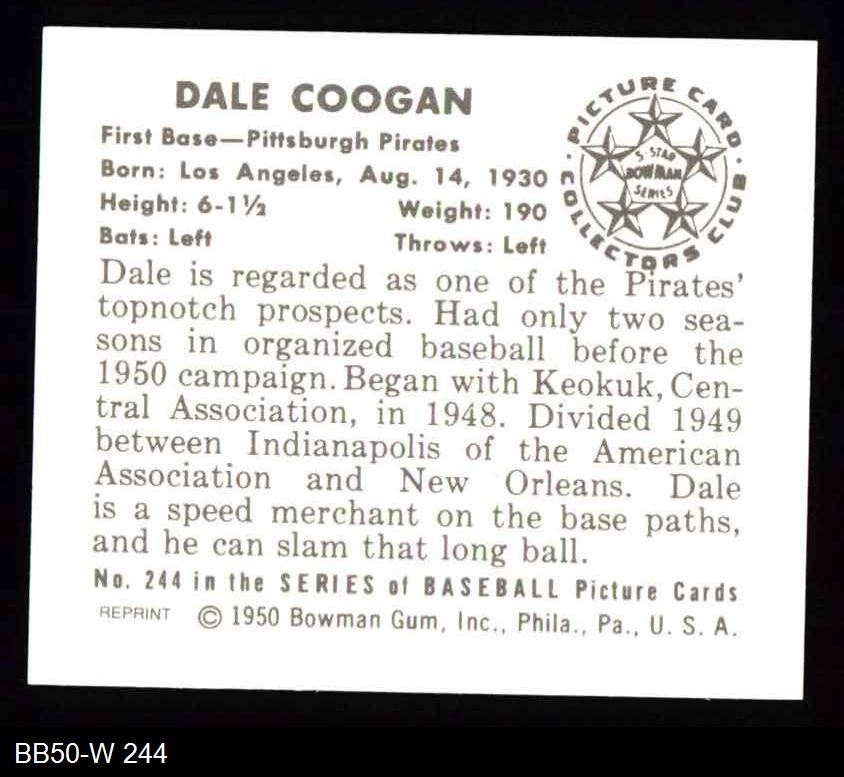 DALE COOGAN
First Base—Pittsburgh Pirates
Born: Los Angeles, Aug. 14, 1930
Height: 6-1½ Weight: 190
Bats: Left Throws: Left
PICTURE CARD COLLECTORS CLUB
5-STAR
BOWMAN
SERIES
Dale is regarded as one of the Pirates'
topnotch prospects. Had only two sea-
sons in organized baseball before the
1950 campaign. Began with Keokuk, Cen-
tral Association, in 1948. Divided 1949
between Indianapolis of the American
Association and New Orleans. Dale
is a speed merchant on the base paths,
and he can slam that long ball.
No. 244 in the SERIES of BASEBALL Picture Cards
REPRINT © 1950 Bowman Gum, Inc., Phila., Pa., U. S. A.
BB50-W 244